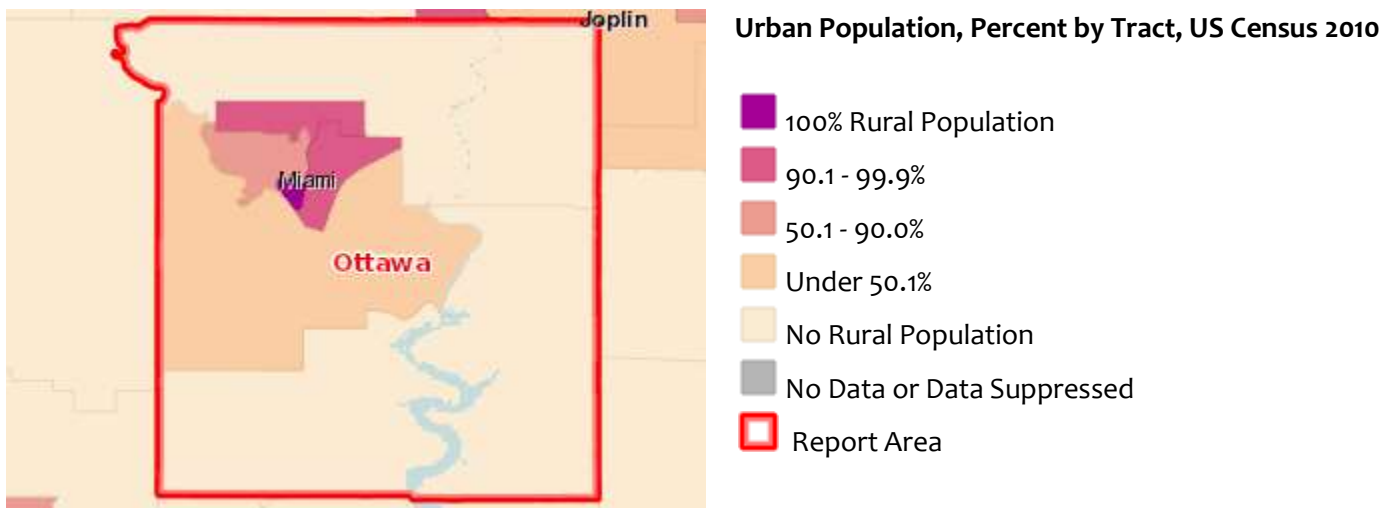 Joplin
Miami
Ottawa
Urban Population, Percent by Tract, US Census 2010
100% Rural Population
90.1 - 99.9%
50.1 - 90.0%
Under 50.1%
No Rural Population
No Data or Data Suppressed
Report Area